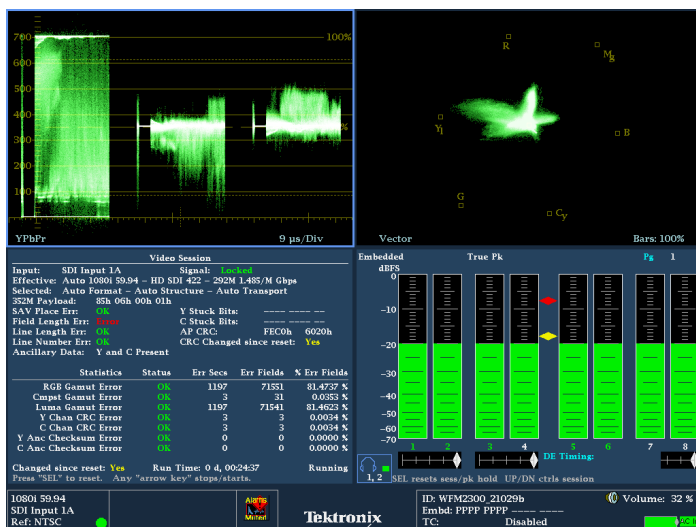 700
100%
600
500
400
300
%
200
100
YPbPr
9 µs/Div
R
Mg
Yl
B
G
Cy
Vector
Bars: 100%
Video Session
Input: SDI Input 1A Signal: Locked
Effective: Auto 1080i 59.94 – HD SDI 422 – 292M 1.485/M Gbps
Selected: Auto Format – Auto Structure – Auto Transport
352M Payload: 85h 06h 00h 01h
SAV Place Err: OK Y Stuck Bits: ---- ---- --
Field Length Err: Error C Stuck Bits: ---- ---- --
Line Length Err: OK AP CRC: FEC0h 6020h
Line Number Err: OK CRC Changed since reset: Yes
Ancillary Data: Y and C Present
Statistics Status Err Secs Err Fields % Err Fields
RGB Gamut Error OK 1197 71551 81.4737 %
Cmpst Gamut Error OK 3 31 0.0353 %
Luma Gamut Error OK 1197 71541 81.4623 %
Y Chan CRC Error OK 3 3 0.0034 %
C Chan CRC Error OK 3 3 0.0034 %
Y Anc Checksum Error OK 0 0 0.0000 %
C Anc Checksum Error OK 0 0 0.0000 %
Changed since reset: Yes Run Time: 0 d, 00:24:37 Running
Press "SEL" to reset. Any "arrow key" stops/starts.
Embedded True Pk Pg 1
dBFS
0
-10
-20
-30
-40
-50
-60
-70
1 2 3 4 5 6 7 8
DE Timing:
1, 2
SEL resets sess/pk hold UP/DN ctrls session
1080i 59.94
SDI Input 1A
Ref: NTSC
Alarms
Muted
Tektronix
ID: WFM2300_21029b
Embd: PPPP PPPP ---- ----
TC: Disabled
Volume: 32 %